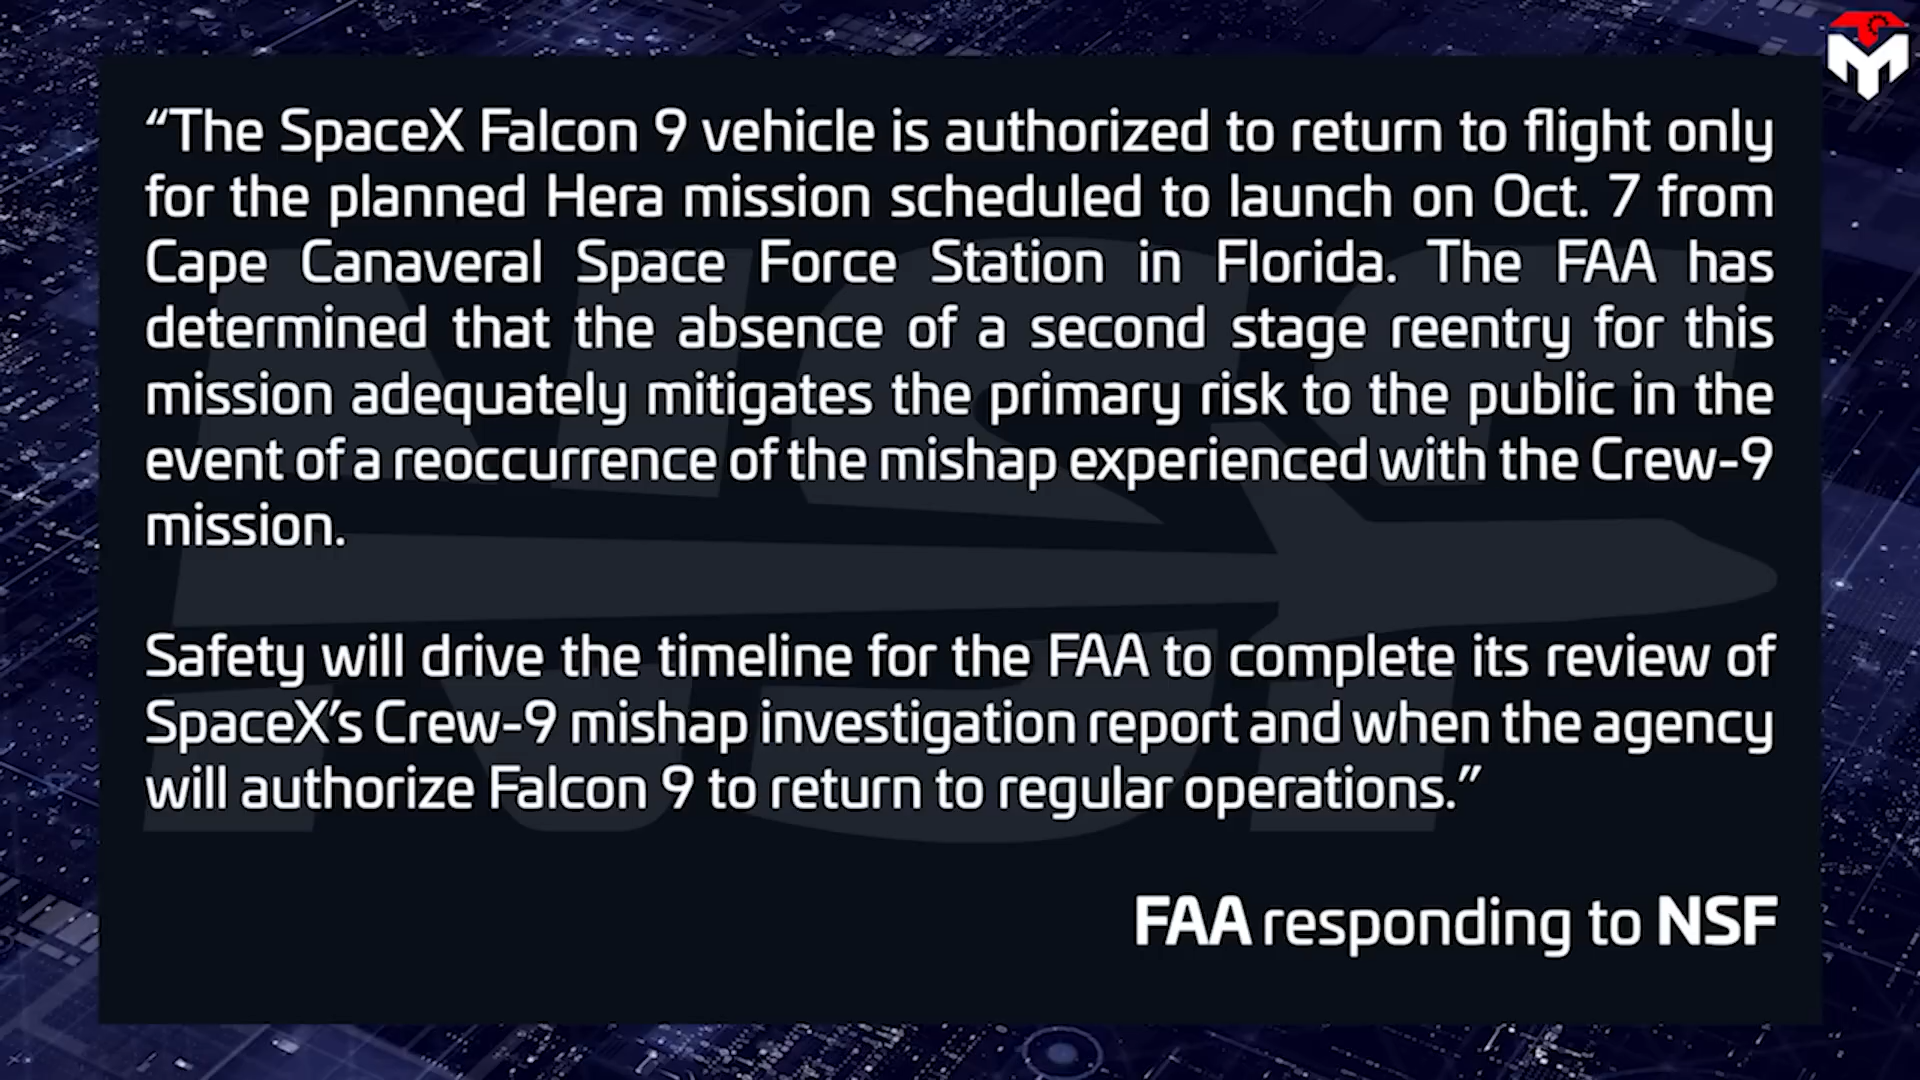 “The SpaceX Falcon 9 vehicle is authorized to return to flight only
for the planned Hera mission scheduled to launch on Oct. 7 from
Cape Canaveral Space Force Station in Florida. The FAA has
determined that the absence of a second stage reentry for this
mission adequately mitigates the primary risk to the public in the
event of a reoccurrence of the mishap experienced with the Crew-9
mission.
Safety will drive the timeline for the FAA to complete its review of
SpaceX’s Crew-9 mishap investigation report and when the agency
will authorize Falcon 9 to return to regular operations.”
FAA responding to NSF
NSF